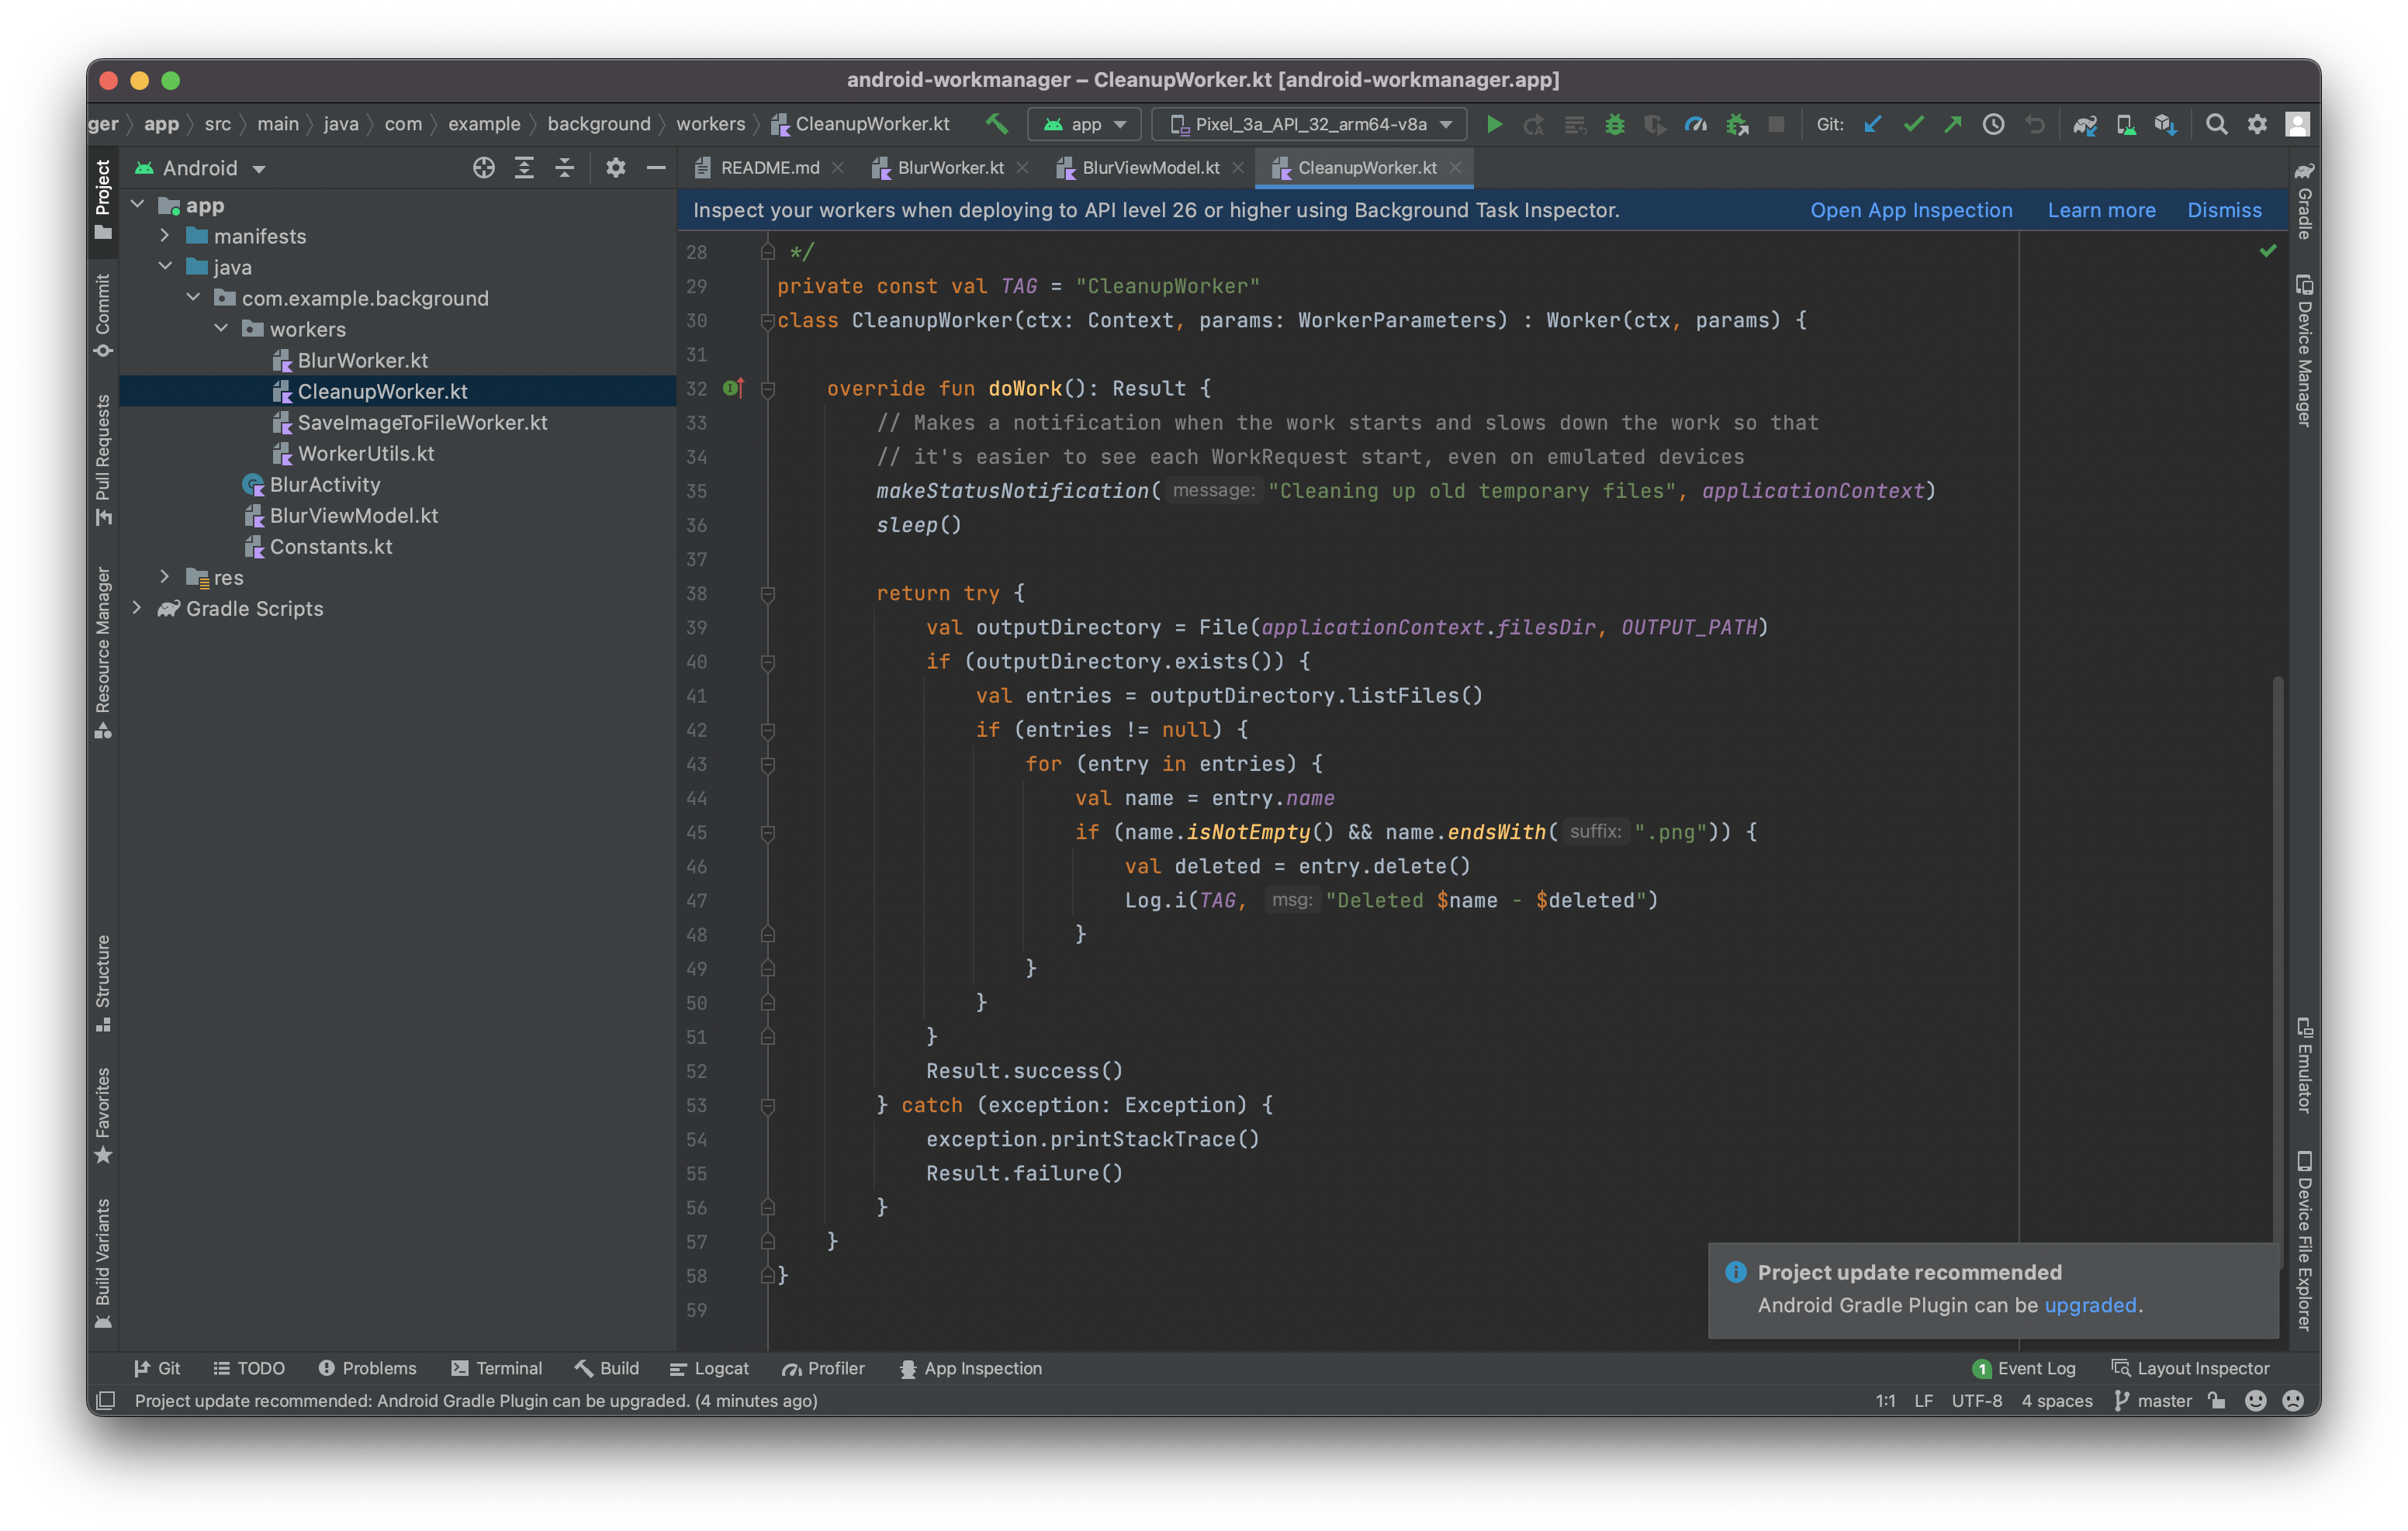 android-workmanager – CleanupWorker.kt [android-workmanager.app]
ger app src main java com example background workers CleanupWorker.kt app Pixel_3a_API_32_arm64-v8a Git:
Android
README.md BlurWorker.kt BlurViewModel.kt CleanupWorker.kt
Inspect your workers when deploying to API level 26 or higher using Background Task Inspector. Open App Inspection Learn more Dismiss
Project
Commit
Pull Requests
Resource Manager
Structure
Favorites
Build Variants
app
manifests
java
com.example.background
workers
BlurWorker.kt
CleanupWorker.kt
SaveImageToFileWorker.kt
WorkerUtils.kt
BlurActivity
BlurViewModel.kt
Constants.kt
res
Gradle Scripts
28 */
29 private const val TAG = "CleanupWorker"
30 class CleanupWorker(ctx: Context, params: WorkerParameters) : Worker(ctx, params) {
31
32 override fun doWork(): Result {
33 // Makes a notification when the work starts and slows down the work so that
34 // it's easier to see each WorkRequest start, even on emulated devices
35 makeStatusNotification( message: "Cleaning up old temporary files", applicationContext)
36 sleep()
37
38 return try {
39 val outputDirectory = File(applicationContext.filesDir, OUTPUT_PATH)
40 if (outputDirectory.exists()) {
41 val entries = outputDirectory.listFiles()
42 if (entries != null) {
43 for (entry in entries) {
44 val name = entry.name
45 if (name.isNotEmpty() && name.endsWith( suffix: ".png")) {
46 val deleted = entry.delete()
47 Log.i(TAG, msg: "Deleted $name - $deleted")
48 }
49 }
50 }
51 }
52 Result.success()
53 } catch (exception: Exception) {
54 exception.printStackTrace()
55 Result.failure()
56 }
57 }
58 }
59
Gradle
Device Manager
Emulator
Device File Explorer
Project update recommended
Android Gradle Plugin can be upgraded.
Git TODO Problems Terminal Build Logcat Profiler App Inspection 1 Event Log Layout Inspector
Project update recommended: Android Gradle Plugin can be upgraded. (4 minutes ago) 1:1 LF UTF-8 4 spaces master